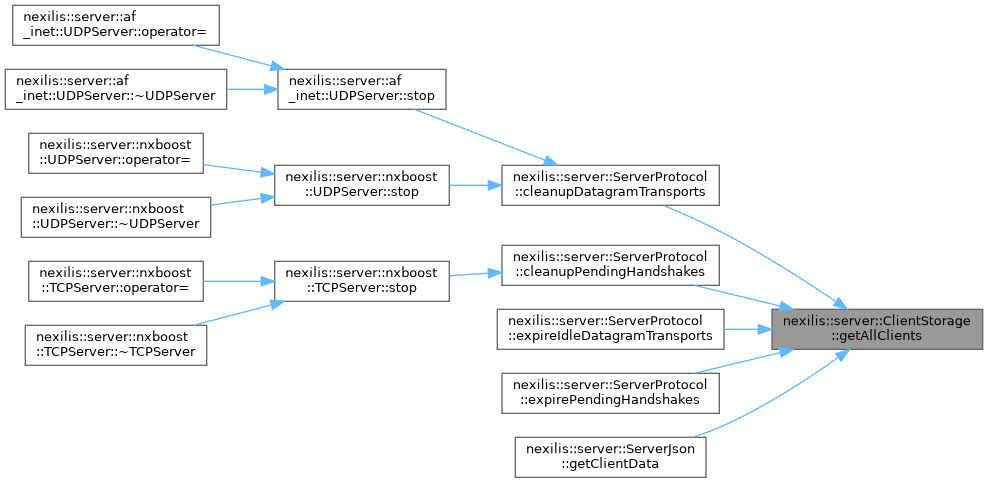 nexilis::server::af
_inet::UDPServer::operator=
nexilis::server::af
_inet::UDPServer::~UDPServer
nexilis::server::af
_inet::UDPServer::stop
nexilis::server::nxboost
::UDPServer::operator=
nexilis::server::nxboost
::UDPServer::~UDPServer
nexilis::server::nxboost
::UDPServer::stop
nexilis::server::ServerProtocol
::cleanupDatagramTransports
nexilis::server::nxboost
::TCPServer::operator=
nexilis::server::nxboost
::TCPServer::~TCPServer
nexilis::server::nxboost
::TCPServer::stop
nexilis::server::ServerProtocol
::cleanupPendingHandshakes
nexilis::server::ServerProtocol
::expireIdleDatagramTransports
nexilis::server::ServerProtocol
::expirePendingHandshakes
nexilis::server::ServerJson
::getClientData
nexilis::server::ClientStorage
::getAllClients